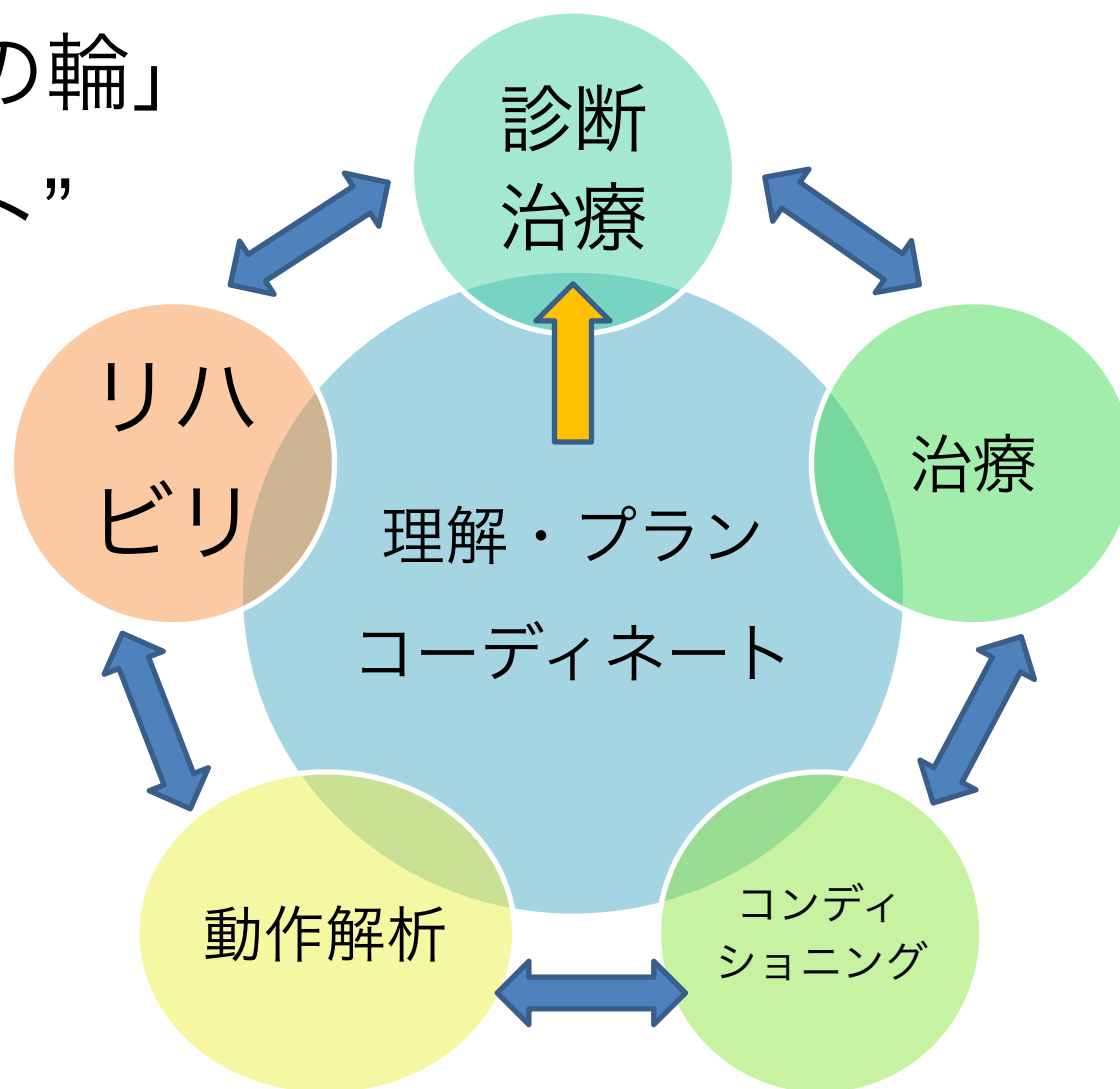 の輪」
ト”
診断
治療
リハ
ビリ
治療
理解・プラン
コーディネート
動作解析
コンディ
ショニング